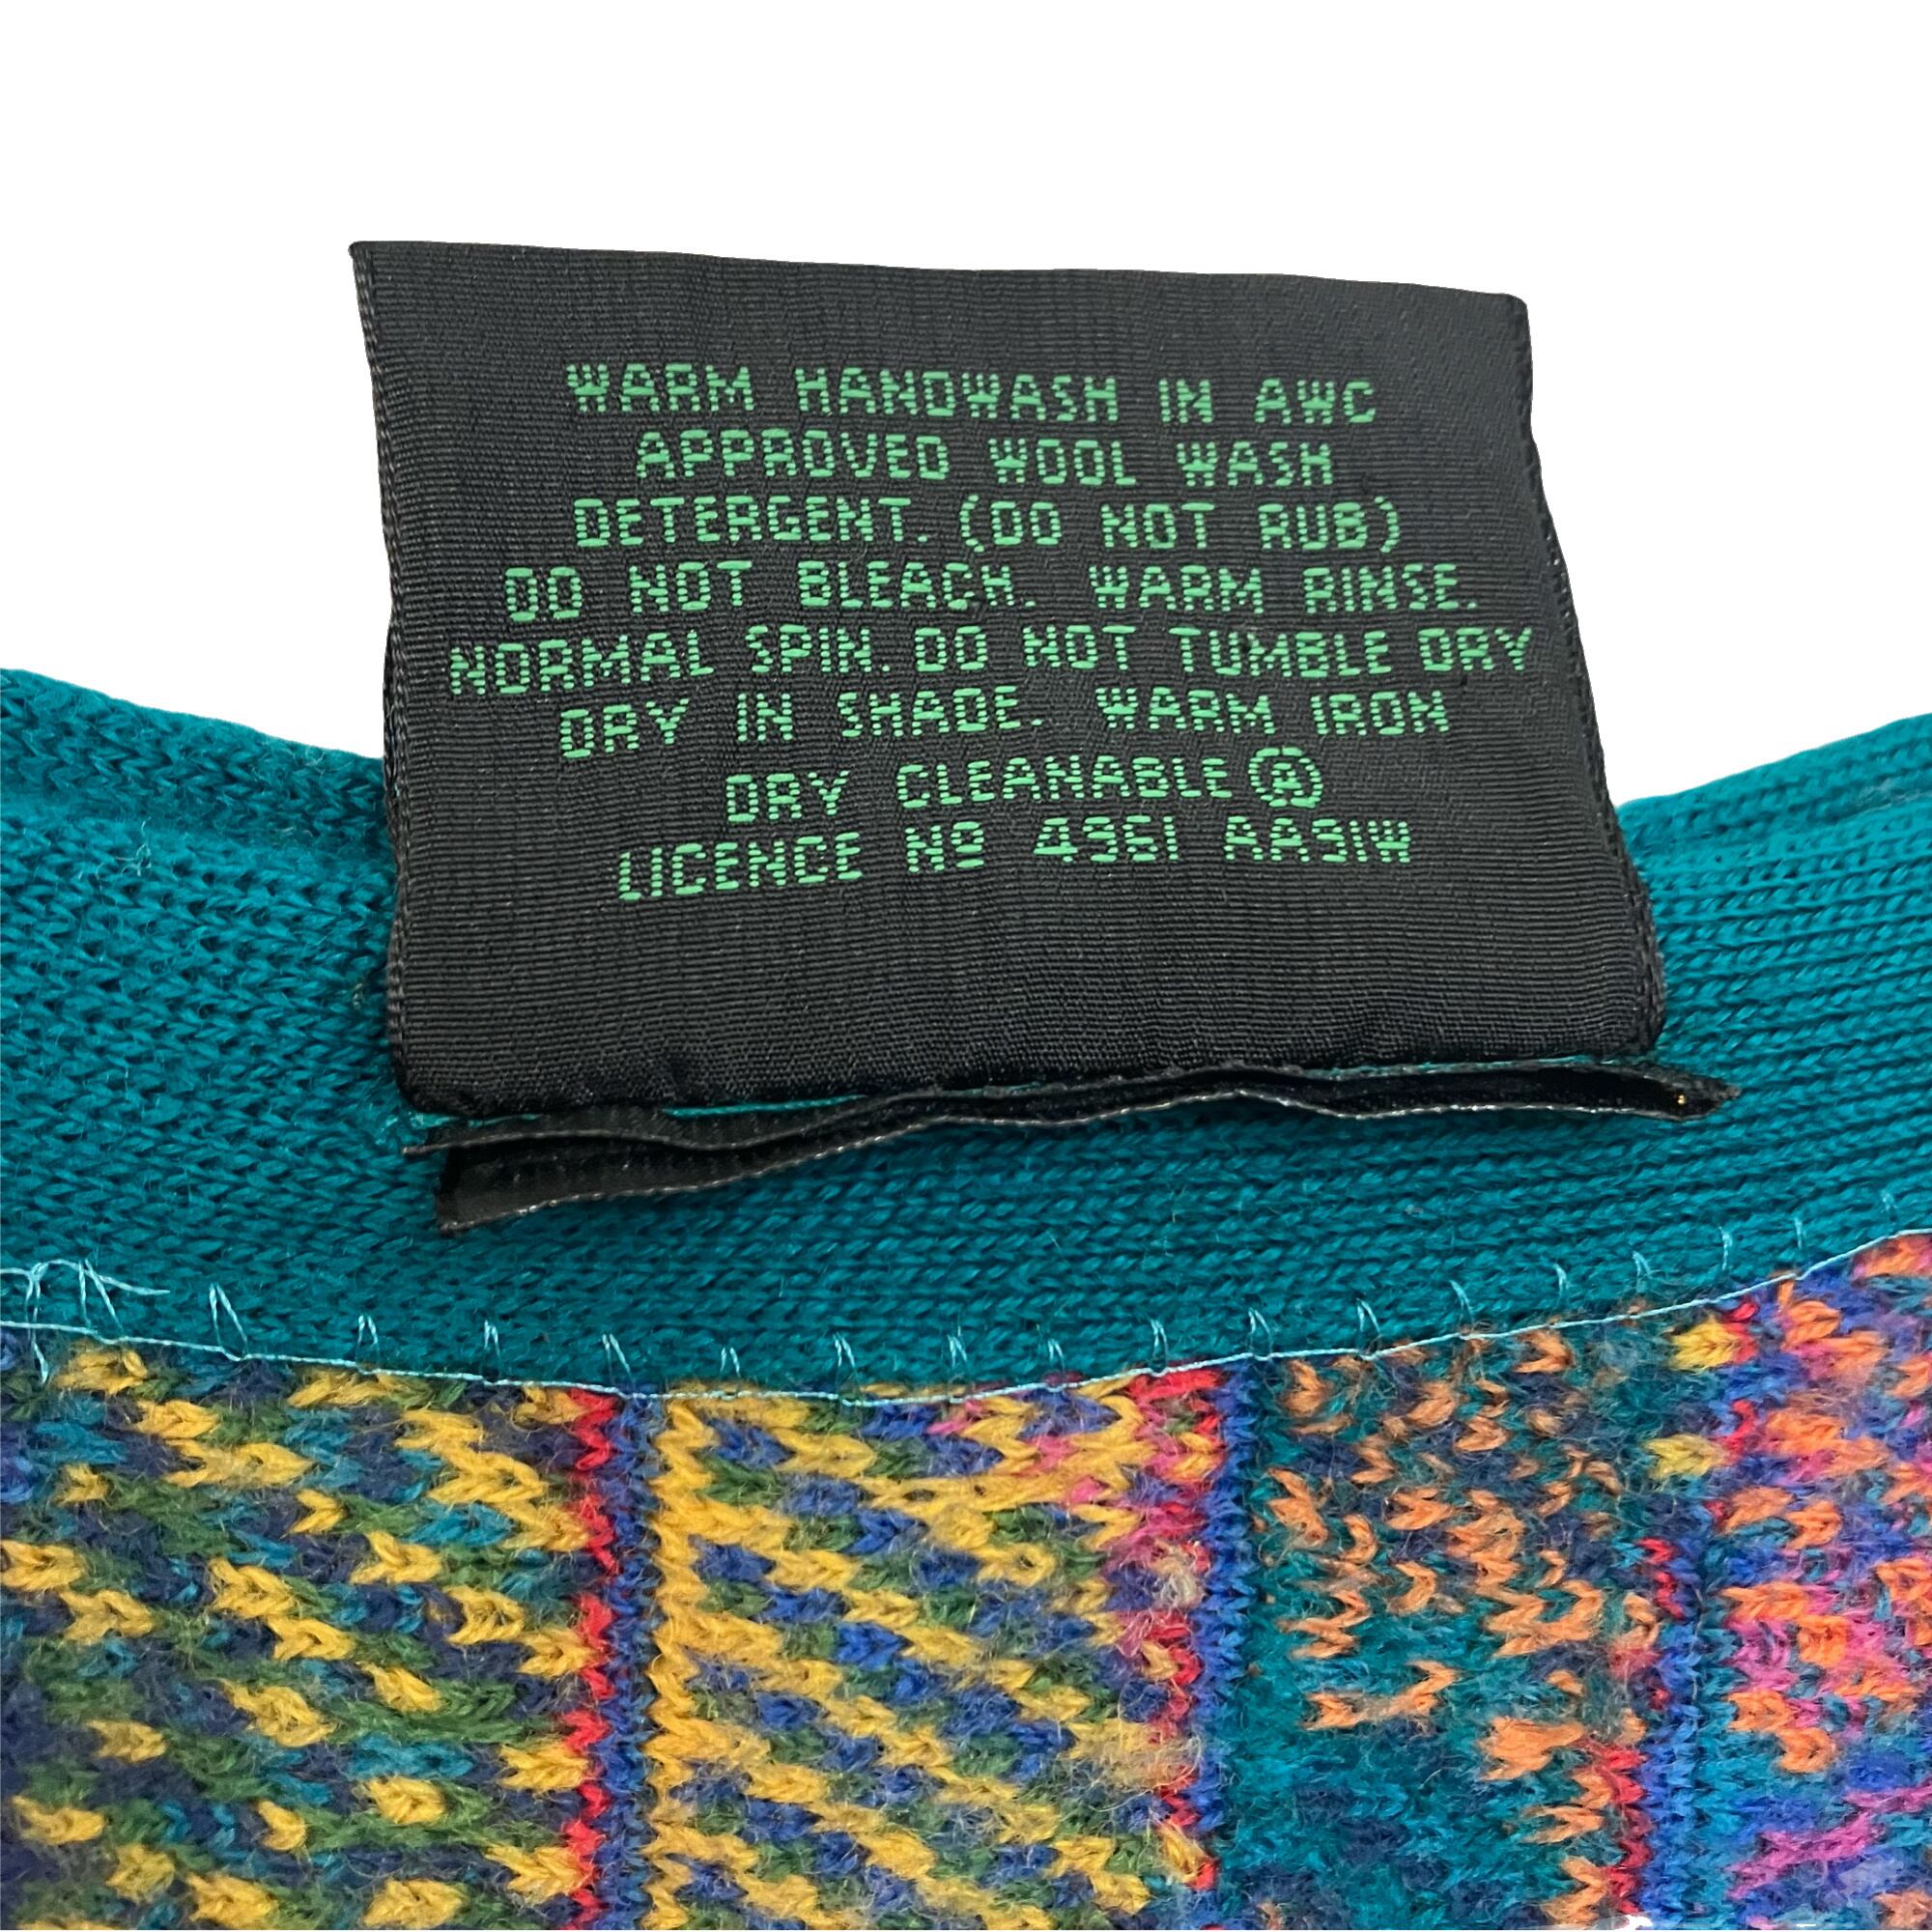 WARM HANDWASH IN AWC
APPROVED WOOL WASH
DETERGENT. (DO NOT RUB)
DO NOT BLEACH. WARM RINSE.
NORMAL SPIN. DO NOT TUMBLE DRY
DRY IN SHADE. WARM IRON
DRY CLEANABLE Ⓐ
LICENCE Nº 4961 AA91W